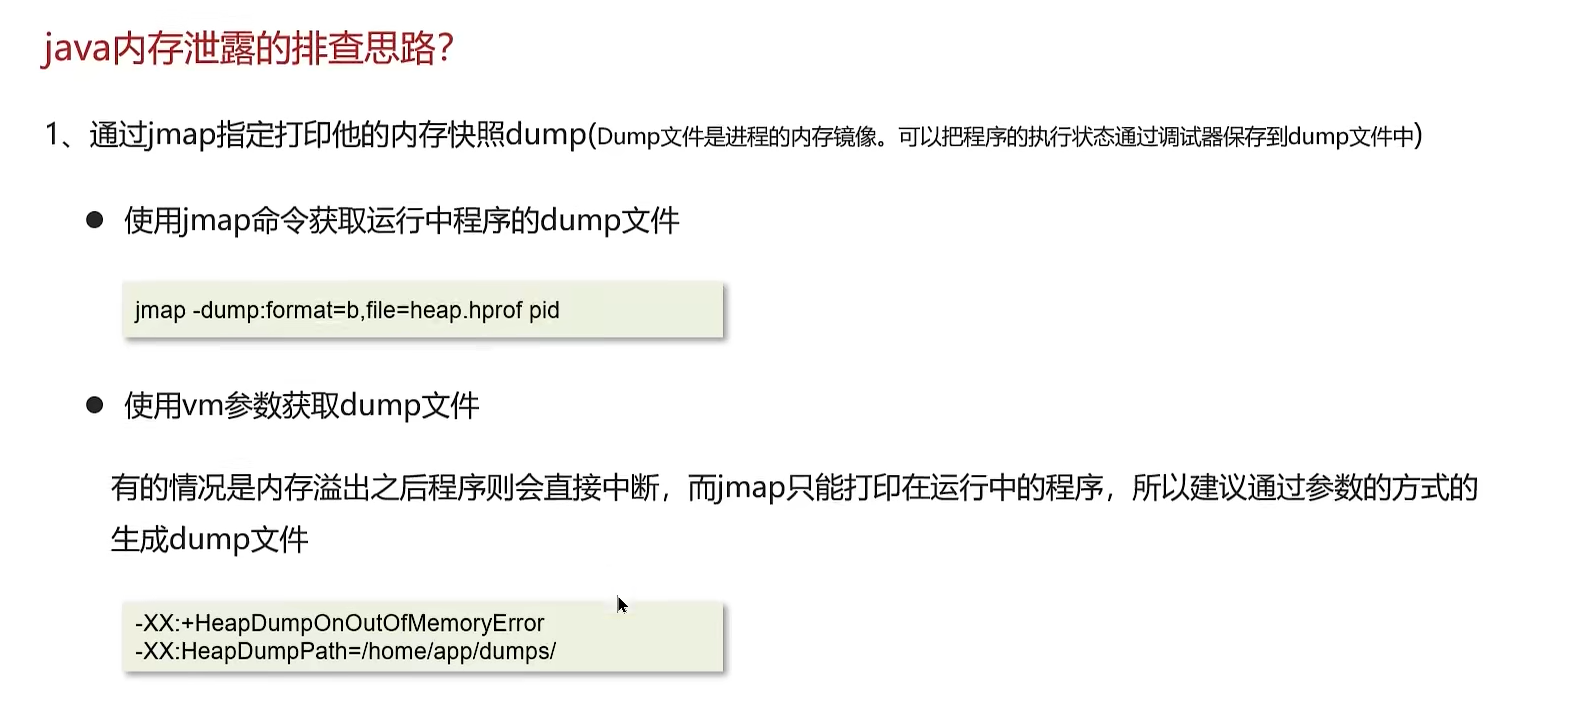 java内存泄露的排查思路？
1、通过jmap指定打印他的内存快照dump(Dump文件是进程的内存镜像。可以把程序的执行状态通过调试器保存到dump文件中)
● 使用jmap命令获取运行中程序的dump文件
jmap -dump:format=b,file=heap.hprof pid
● 使用vm参数获取dump文件
有的情况是内存溢出之后程序则会直接中断，而jmap只能打印在运行中的程序，所以建议通过参数的方式的
生成dump文件
-XX:+HeapDumpOnOutOfMemoryError
-XX:HeapDumpPath=/home/app/dumps/